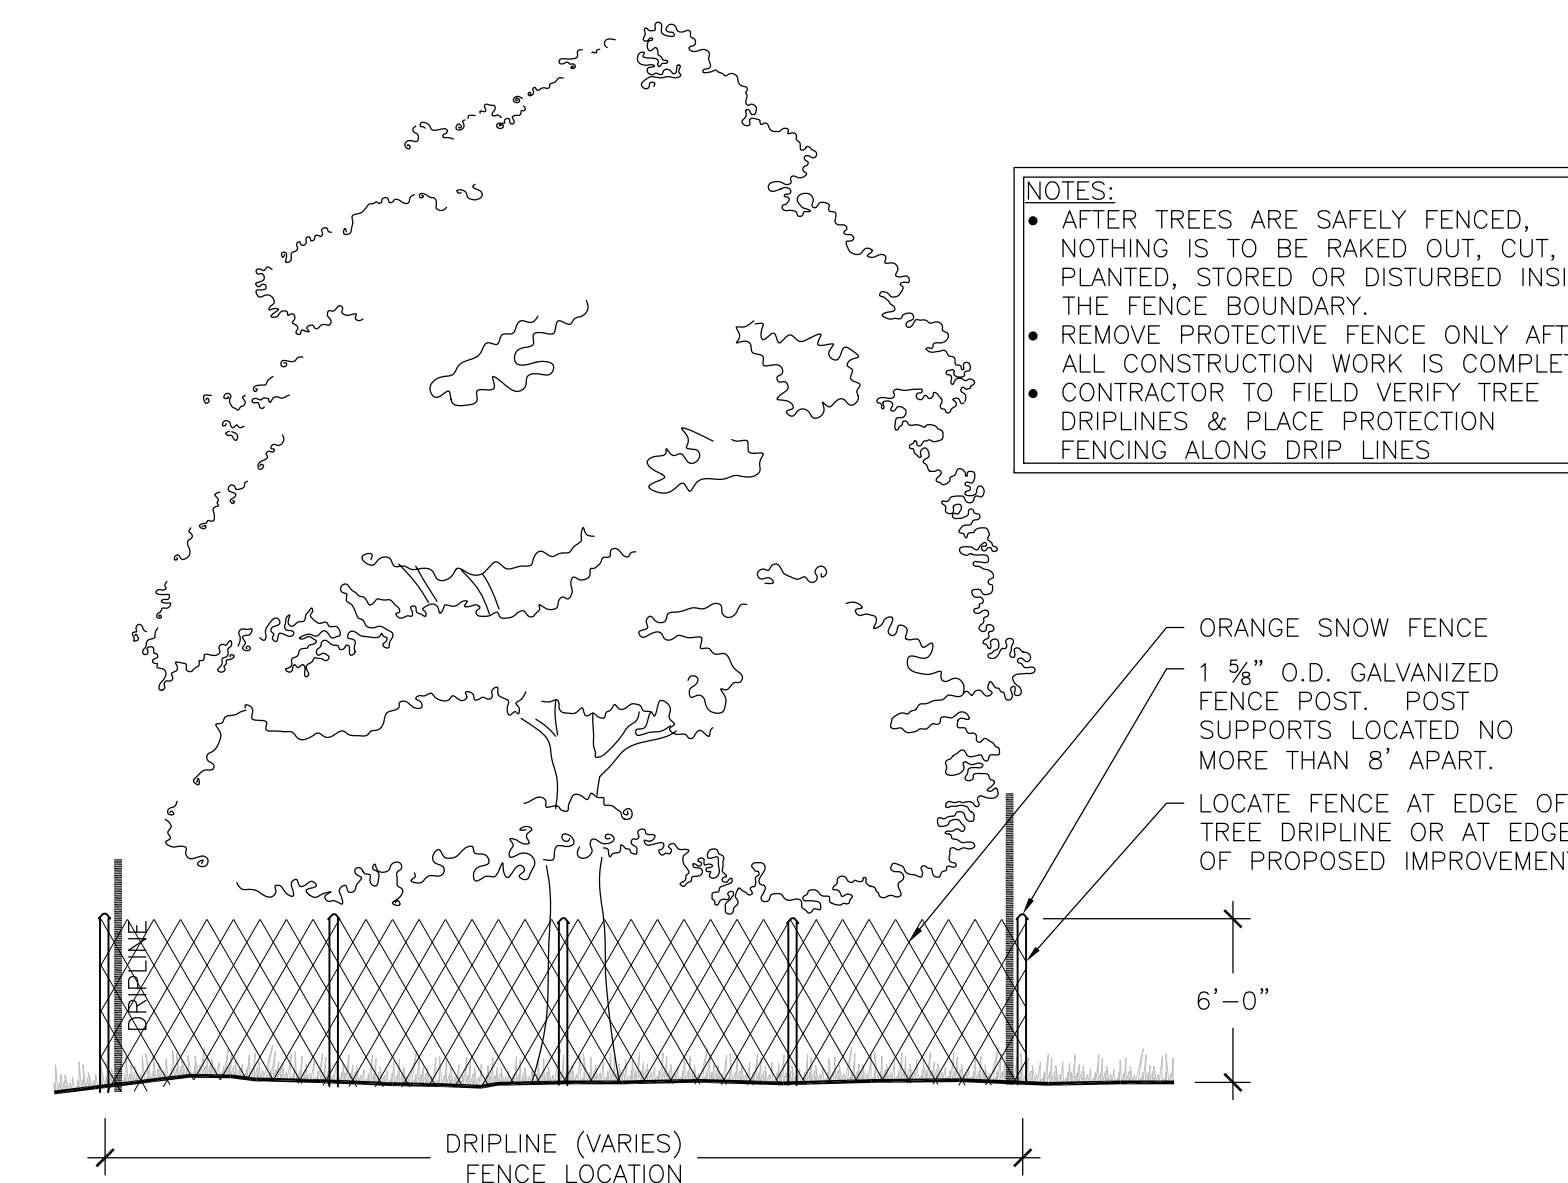 NOTES:
• AFTER TREES ARE SAFELY FENCED,
NOTHING IS TO BE RAKED OUT, CUT,
PLANTED, STORED OR DISTURBED INSI
THE FENCE BOUNDARY.
• REMOVE PROTECTIVE FENCE ONLY AFT
ALL CONSTRUCTION WORK IS COMPLET
• CONTRACTOR TO FIELD VERIFY TREE
DRIPLINES & PLACE PROTECTION
FENCING ALONG DRIP LINES
ORANGE SNOW FENCE
1 ⅝” O.D. GALVANIZED
FENCE POST. POST
SUPPORTS LOCATED NO
MORE THAN 8’ APART.
LOCATE FENCE AT EDGE OF
TREE DRIPLINE OR AT EDGE
OF PROPOSED IMPROVEMENT
DRIPLINE
6’-0”
DRIPLINE (VARIES)
FENCE LOCATION